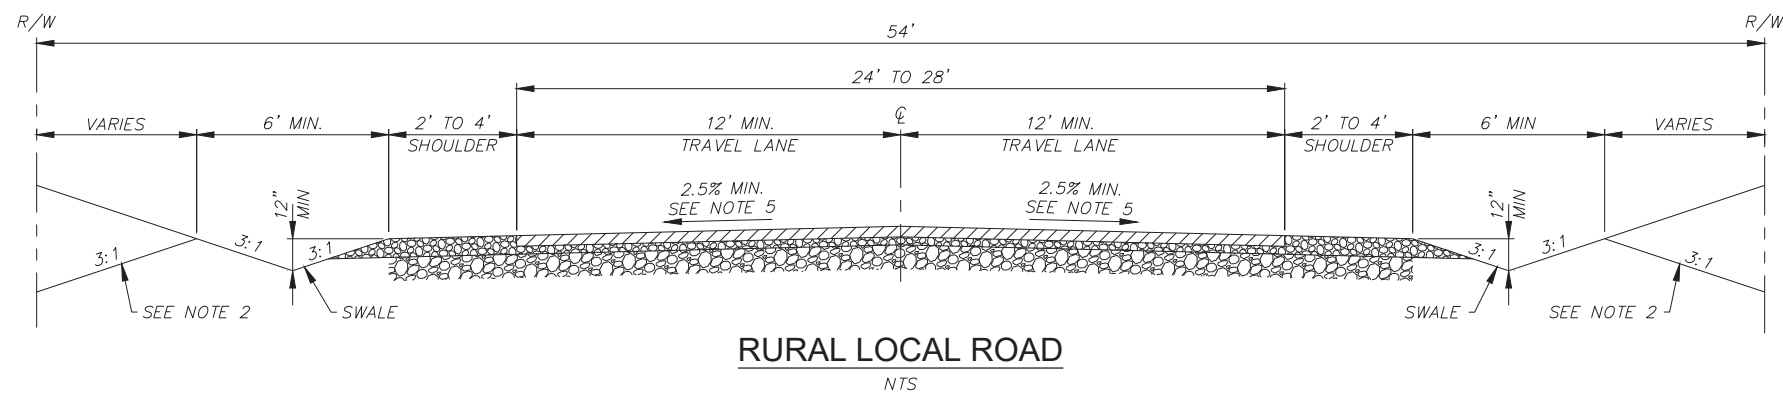 R/W
R/W
54'
24' TO 28'
VARIES
6' MIN.
2' TO 4'
SHOULDER
12' MIN.
TRAVEL LANE
℄
12' MIN.
TRAVEL LANE
2' TO 4'
SHOULDER
6' MIN
VARIES
12" MIN
2.5% MIN.
SEE NOTE 5
2.5% MIN.
SEE NOTE 5
12" MIN
3:1
3:1
3:1
3:1
3:1
3:1
SEE NOTE 2
SWALE
SWALE
SEE NOTE 2
RURAL LOCAL ROAD
NTS